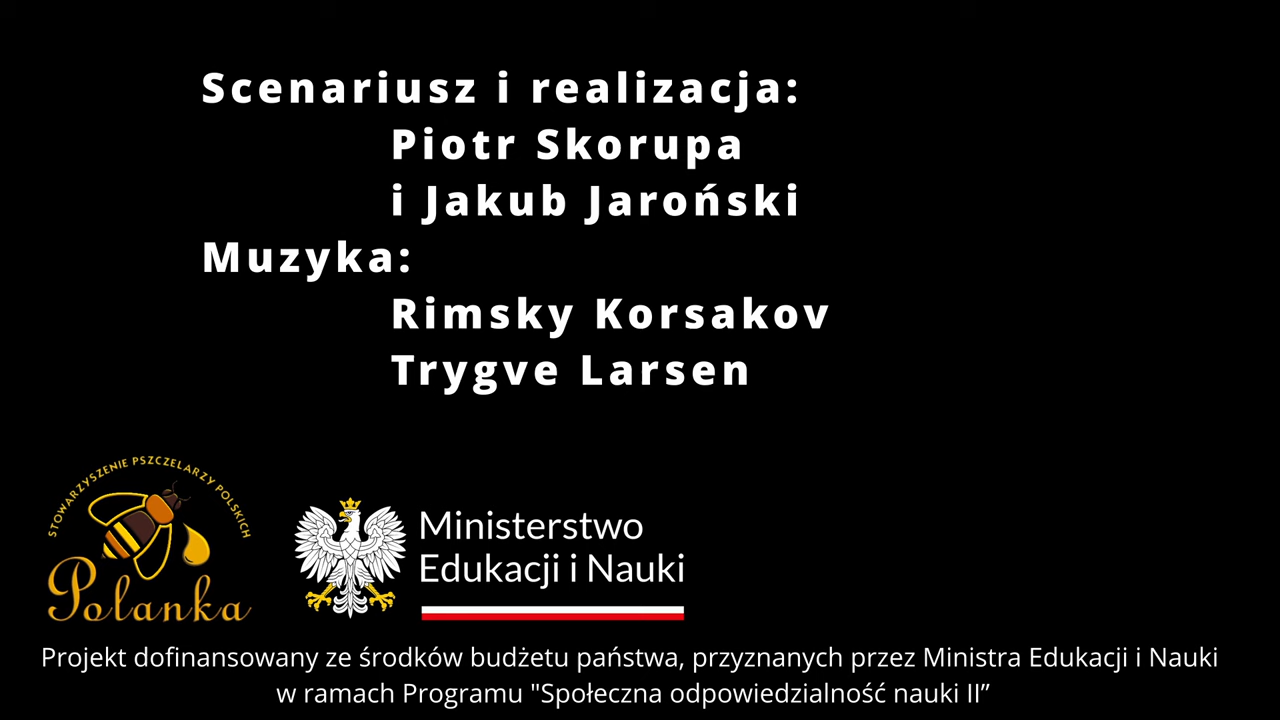 Scenariusz i realizacja:
Piotr Skorupa
i Jakub Jaroński
Muzyka:
Rimsky Korsakov
Trygve Larsen
STOWARZYSZENIE PSZCZELARZY POLSKICH
Polanka
Ministerstwo
Edukacji i Nauki
Projekt dofinansowany ze środków budżetu państwa, przyznanych przez Ministra Edukacji i Nauki
w ramach Programu "Społeczna odpowiedzialność nauki II”